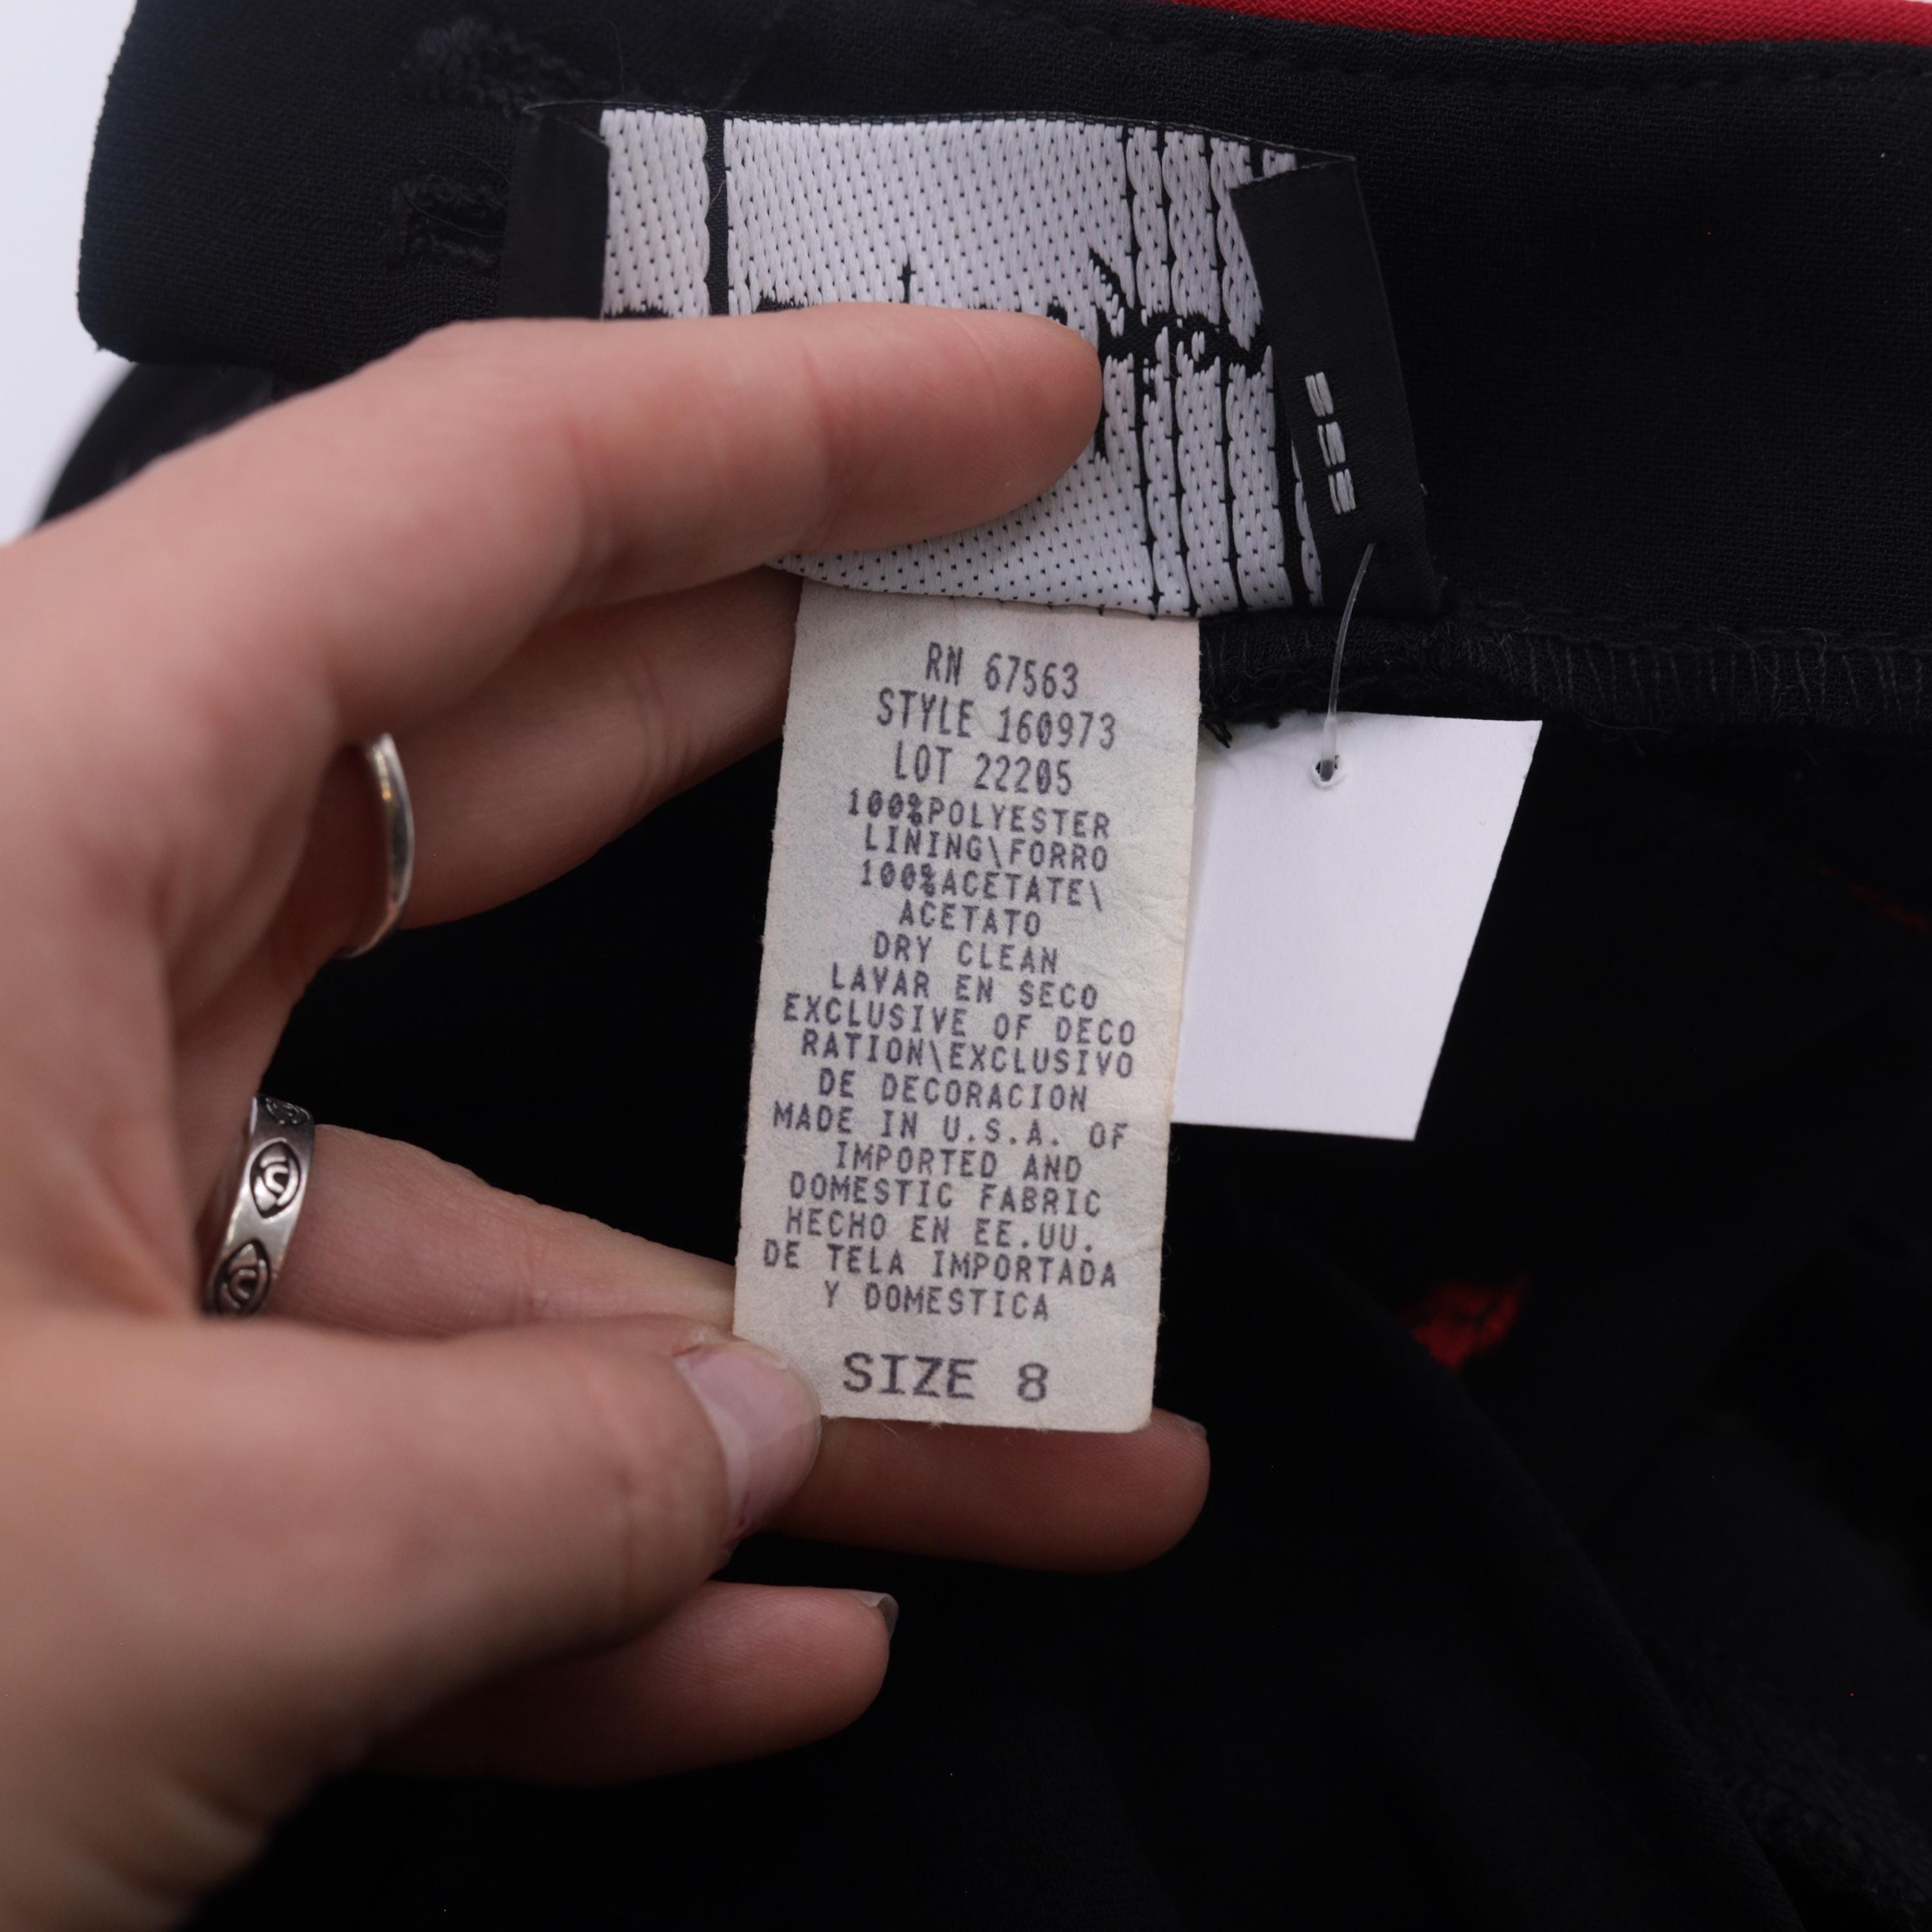 RN 67563
STYLE 160973
LOT 22205
100%POLYESTER
LINING\FORRO
100%ACETATE\
ACETATO
DRY CLEAN
LAVAR EN SECO
EXCLUSIVE OF DECO
RATION\EXCLUSIVO
DE DECORACION
MADE IN U.S.A. OF
IMPORTED AND
DOMESTIC FABRIC
HECHO EN EE.UU.
DE TELA IMPORTADA
Y DOMESTICA
SIZE 8